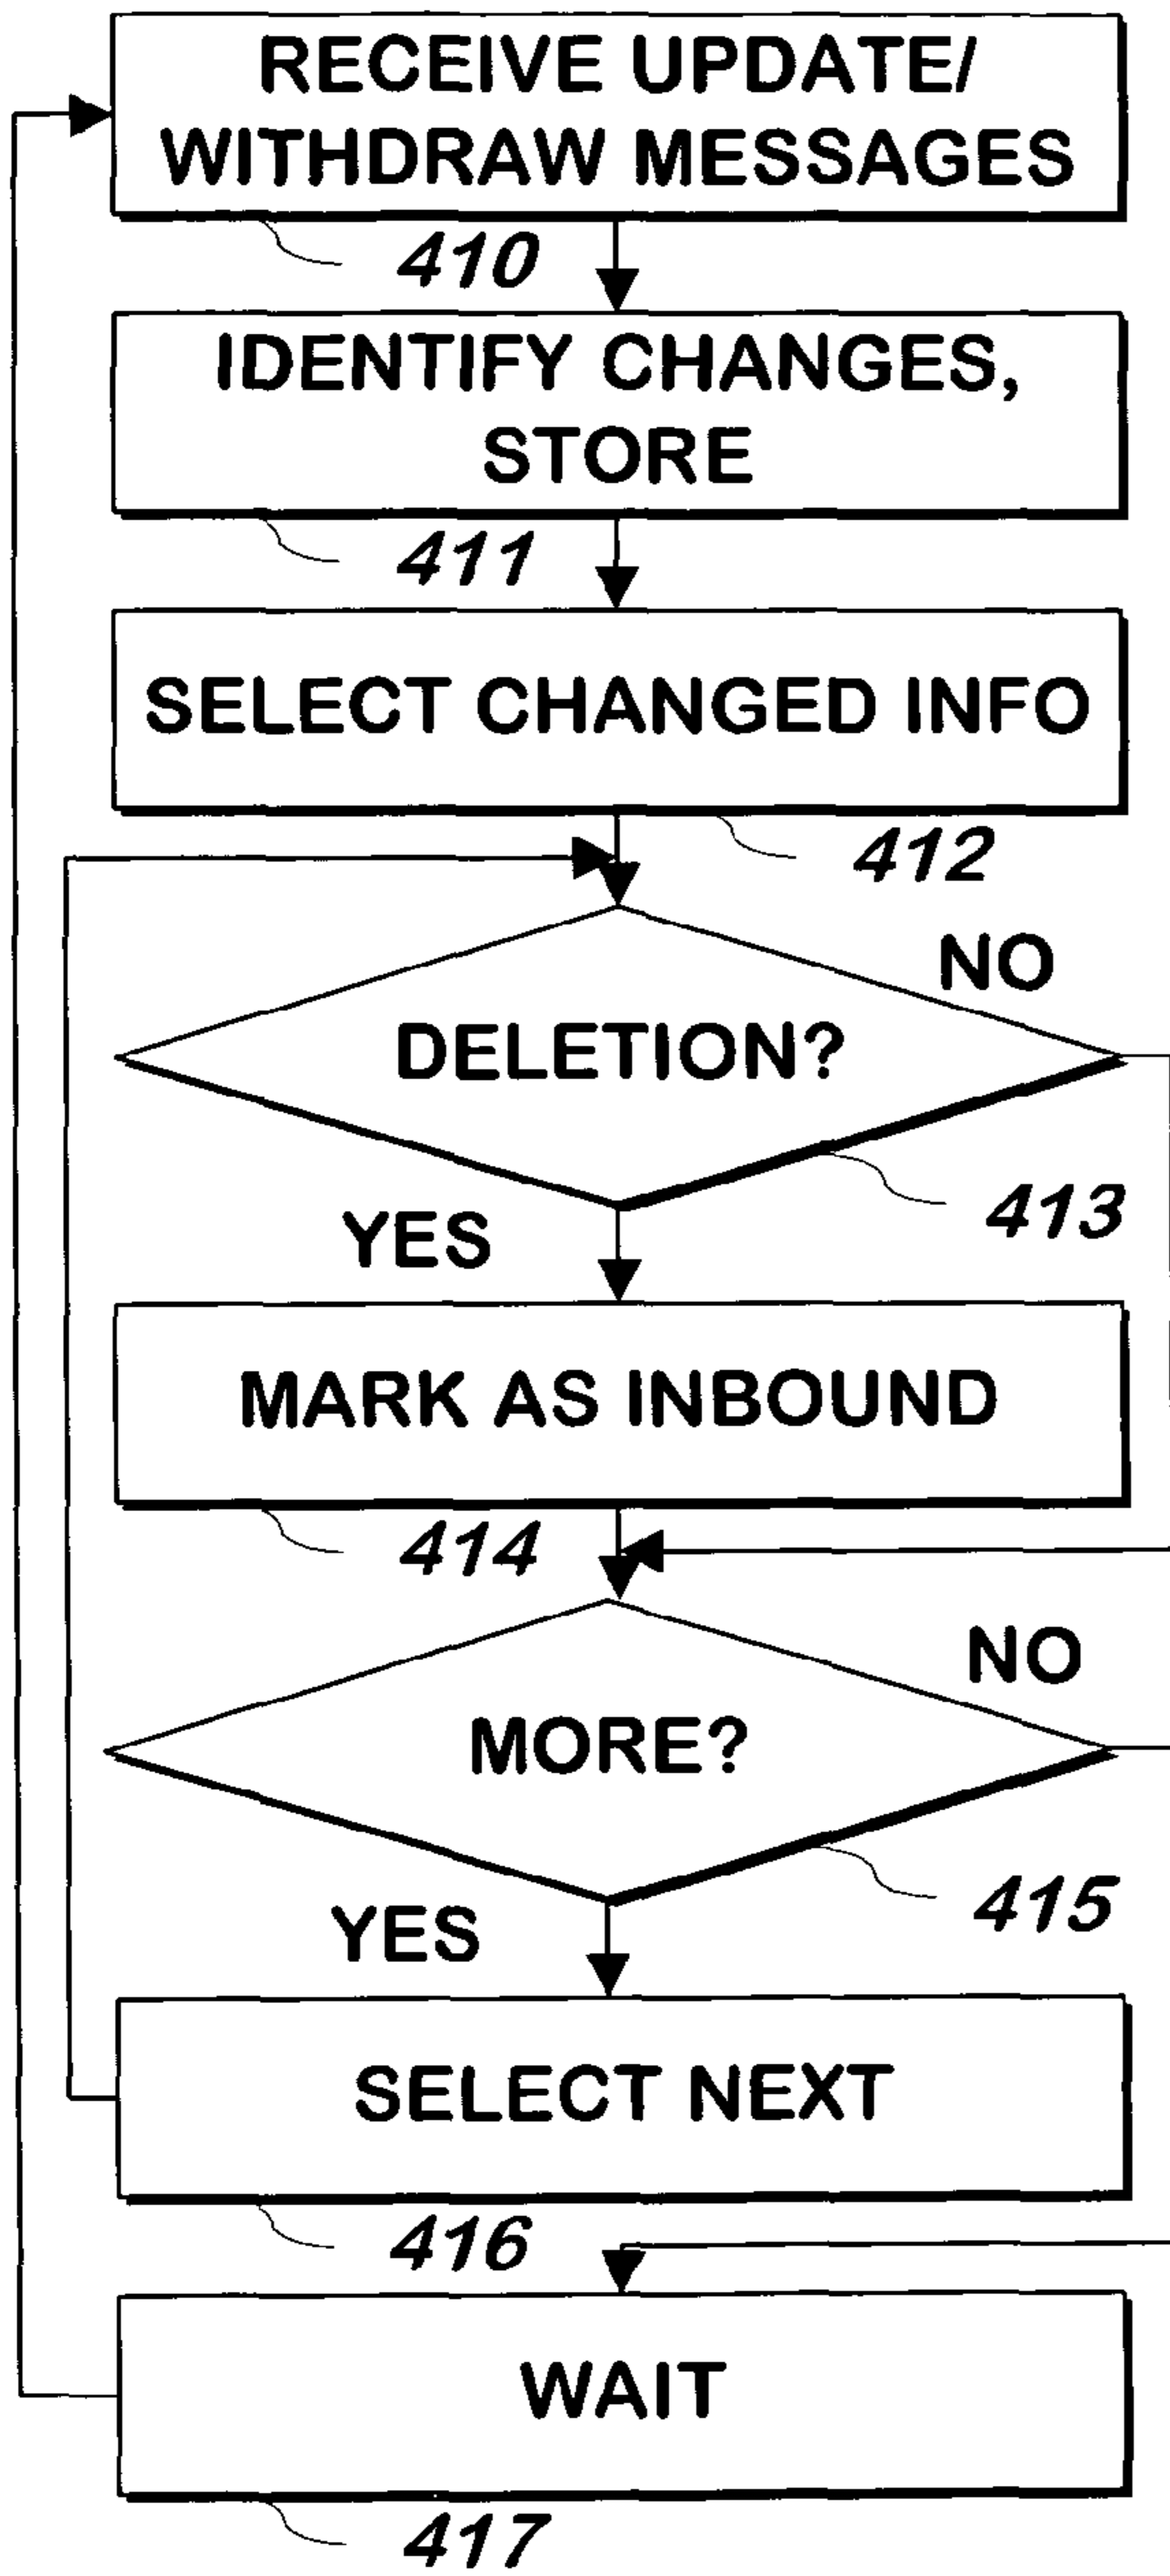 RECEIVE UPDATE/
WITHDRAW MESSAGES
410
IDENTIFY CHANGES,
STORE
411
SELECT CHANGED INFO
412
NO
DELETION?
413
YES
MARK AS INBOUND
414
NO
MORE?
415
YES
SELECT NEXT
416
WAIT
417